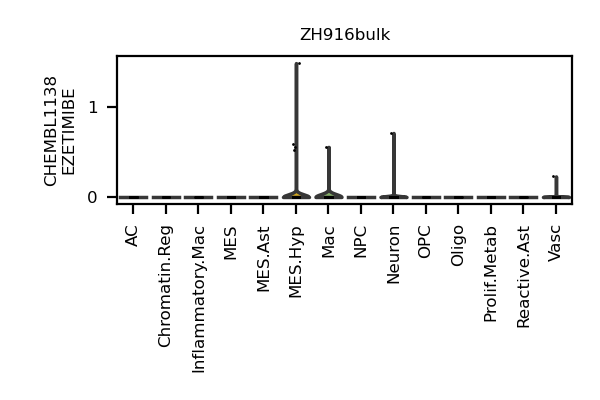 ZH916bulk
CHEMBL1138
EZETIMIBE
1
0
AC
Chromatin.Reg
Inflammatory.Mac
MES
MES.Ast
MES.Hyp
Mac
NPC
Neuron
OPC
Oligo
Prolif.Metab
Reactive.Ast
Vasc